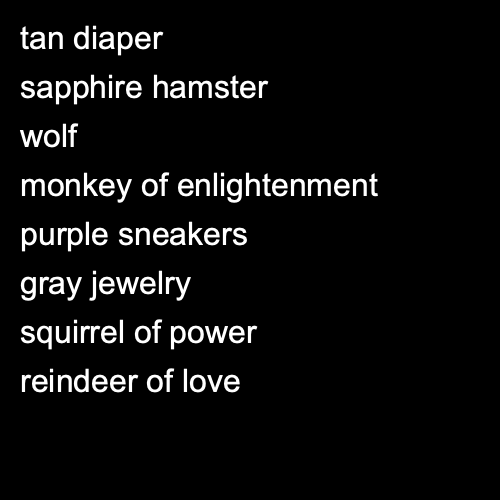 tan diaper
sapphire hamster
wolf
monkey of enlightenment
purple sneakers
gray jewelry
squirrel of power
reindeer of love